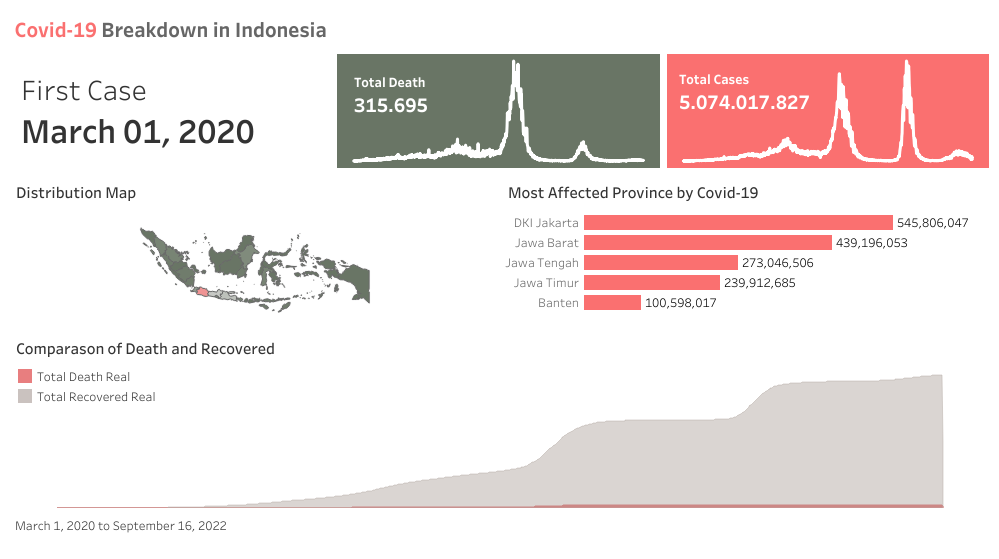 Covid-19 Breakdown in Indonesia
First Case
March 01, 2020
Total Death
315.695
Total Cases
5.074.017.827
Distribution Map
Most Affected Province by Covid-19
DKI Jakarta 545,806,047
Jawa Barat 439,196,053
Jawa Tengah 273,046,506
Jawa Timur 239,912,685
Banten 100,598,017
Comparason of Death and Recovered
Total Death Real
Total Recovered Real
March 1, 2020 to September 16, 2022